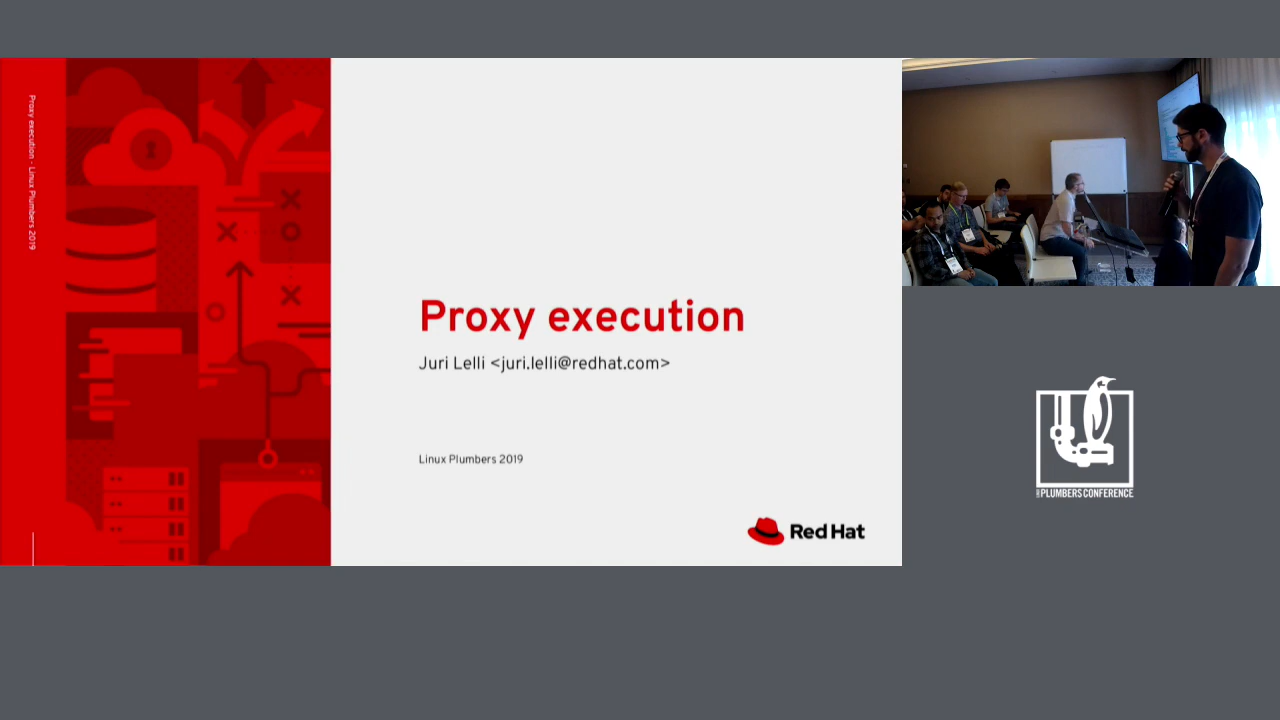 Proxy execution - Linux Plumbers 2019
Proxy execution
Juri Lelli <juri.lelli@redhat.com>
Linux Plumbers 2019
Red Hat
PLUMBERS CONFERENCE